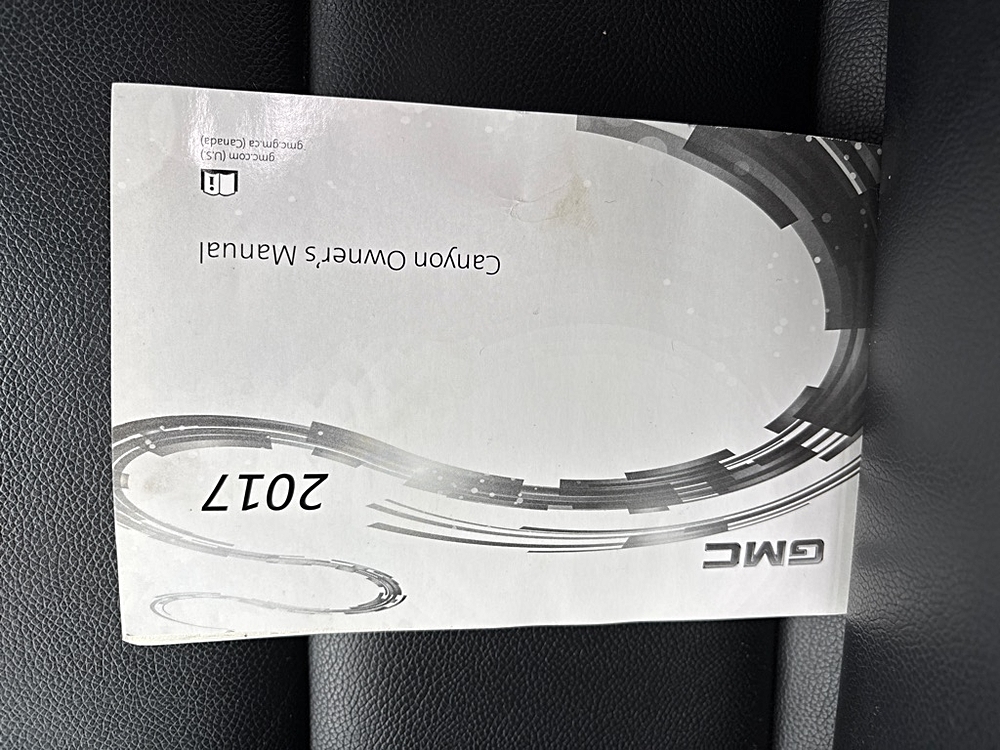 GMC
2017
Canyon Owner's Manual
gmc.com (U.S.)
gmc.gm.ca (Canada)